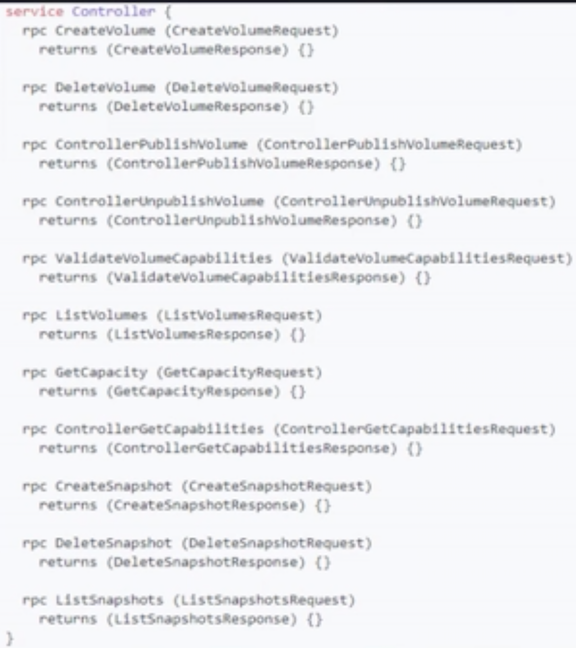 service Controller {
  rpc CreateVolume (CreateVolumeRequest)
    returns (CreateVolumeResponse) {}
  rpc DeleteVolume (DeleteVolumeRequest)
    returns (DeleteVolumeResponse) {}
  rpc ControllerPublishVolume (ControllerPublishVolumeRequest)
    returns (ControllerPublishVolumeResponse) {}
  rpc ControllerUnpublishVolume (ControllerUnpublishVolumeRequest)
    returns (ControllerUnpublishVolumeResponse) {}
  rpc ValidateVolumeCapabilities (ValidateVolumeCapabilitiesRequest)
    returns (ValidateVolumeCapabilitiesResponse) {}
  rpc ListVolumes (ListVolumesRequest)
    returns (ListVolumesResponse) {}
  rpc GetCapacity (GetCapacityRequest)
    returns (GetCapacityResponse) {}
  rpc ControllerGetCapabilities (ControllerGetCapabilitiesRequest)
    returns (ControllerGetCapabilitiesResponse) {}
  rpc CreateSnapshot (CreateSnapshotRequest)
    returns (CreateSnapshotResponse) {}
  rpc DeleteSnapshot (DeleteSnapshotRequest)
    returns (DeleteSnapshotResponse) {}
  rpc ListSnapshots (ListSnapshotsRequest)
    returns (ListSnapshotsResponse) {}
}